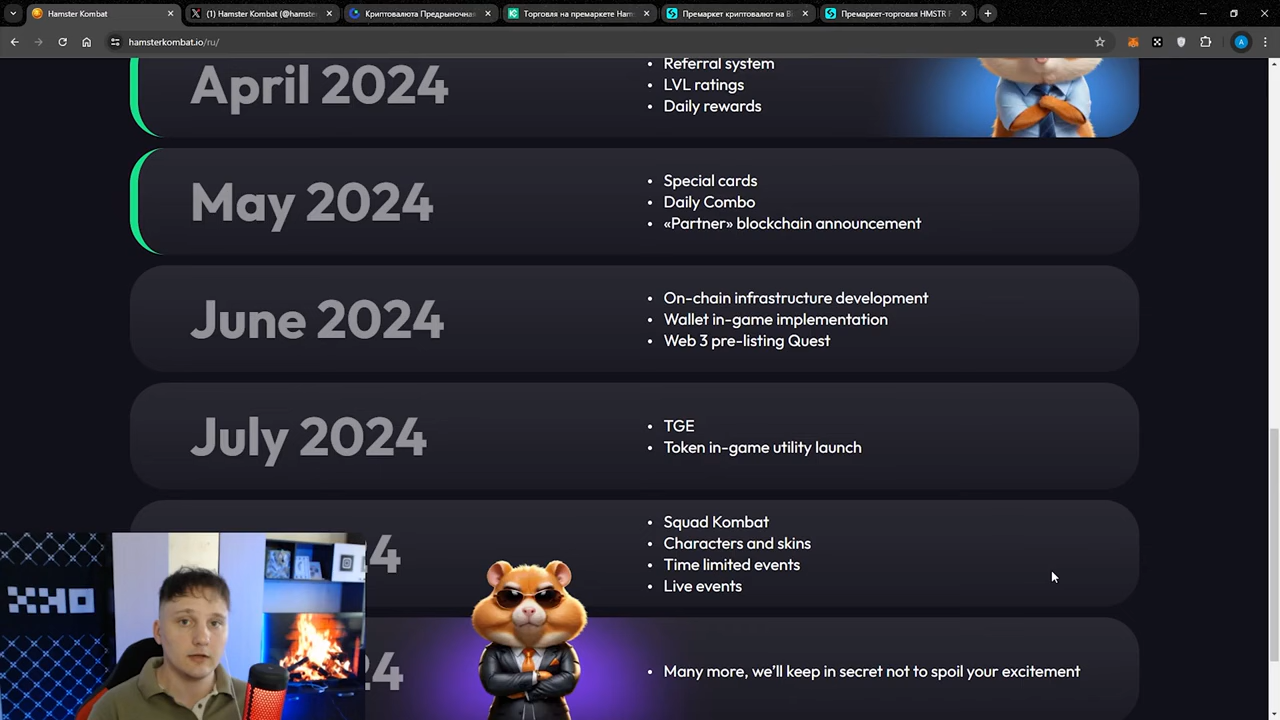 Hamster Kombat
(1) Hamster Kombat (@hamste
Криптовалюта Предрыночная
Торговля на премаркете Ham
Премаркет криптовалют на Bi
Премаркет-торговля HMSTR F
hamsterkombat.io/ru/
A
April 2024
Referral system
LVL ratings
Daily rewards
May 2024
Special cards
Daily Combo
«Partner» blockchain announcement
June 2024
On-chain infrastructure development
Wallet in-game implementation
Web 3 pre-listing Quest
July 2024
TGE
Token in-game utility launch
4
Squad Kombat
Characters and skins
Time limited events
Live events
24
Many more, we'll keep in secret not to spoil your excitement